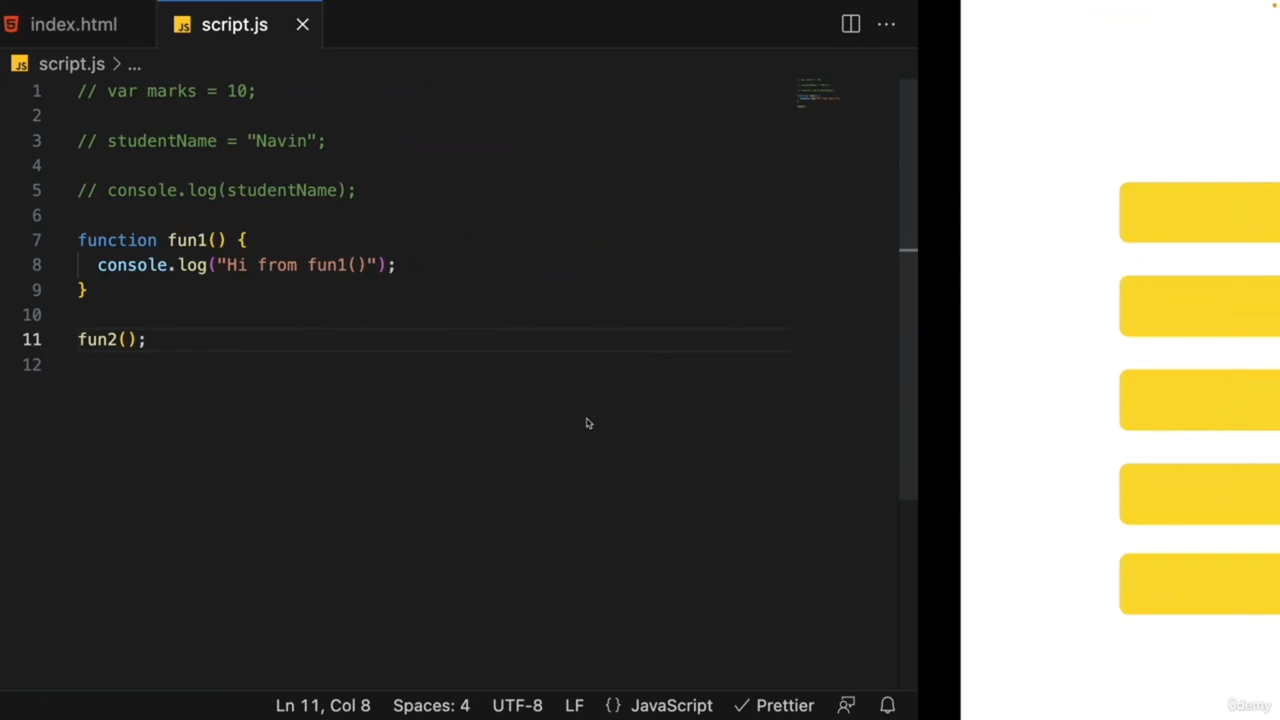 index.html
script.js
script.js > ...
1 // var marks = 10;
2
3 // studentName = "Navin";
4
5 // console.log(studentName);
6
7 function fun1() {
8 console.log("Hi from fun1()");
9 }
10
11 fun2();
12
Ln 11, Col 8 Spaces: 4 UTF-8 LF {} JavaScript ✓ Prettier
ûdemy